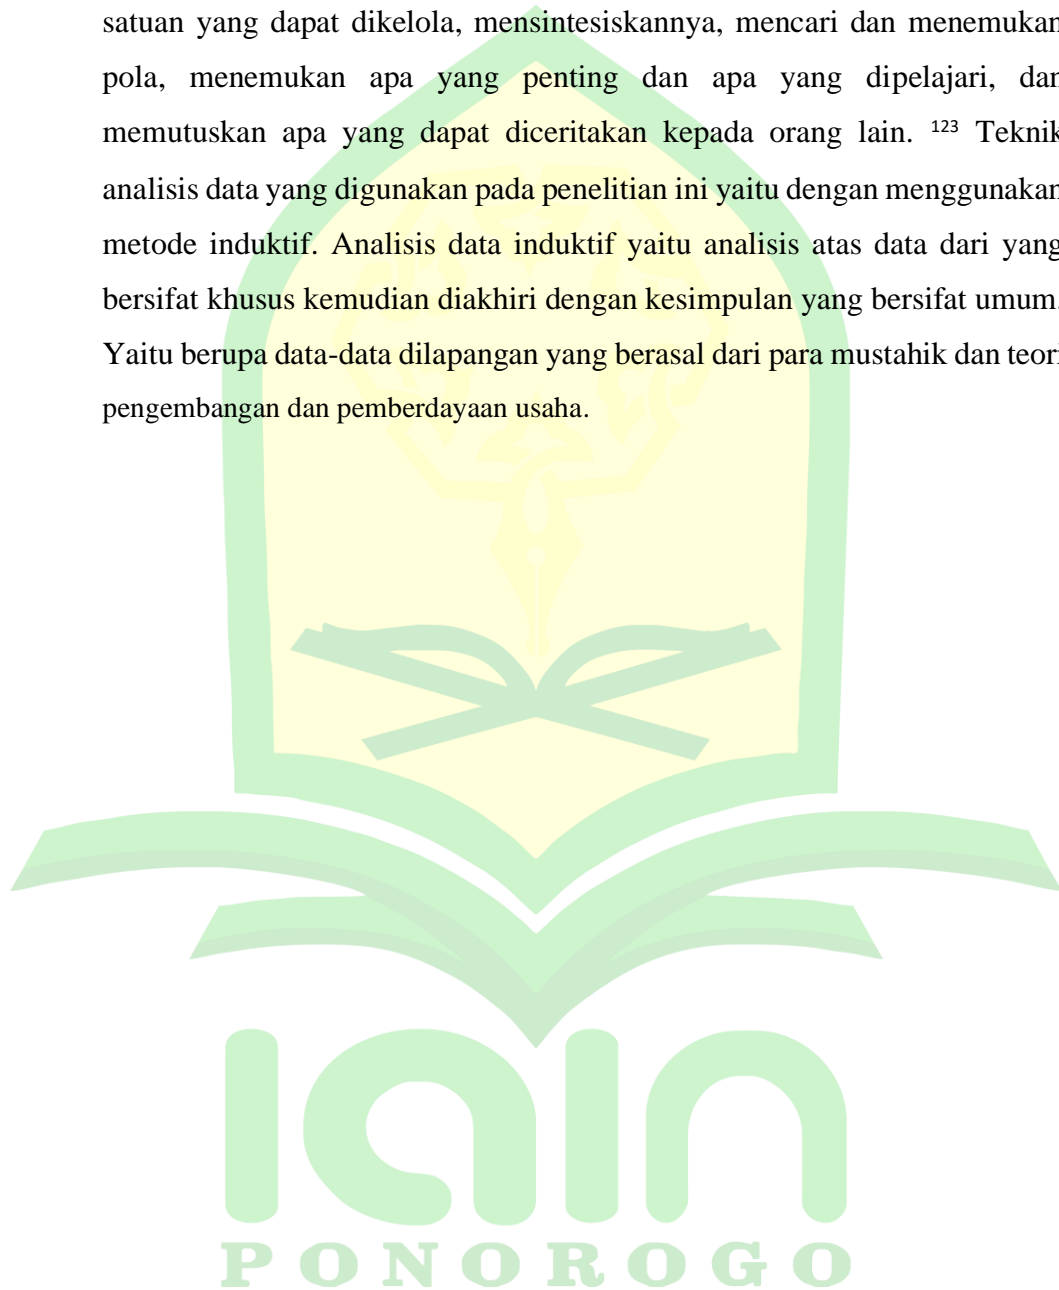 satuan yang dapat dikelola, mensintesiskannya, mencari dan menemukan
pola, menemukan apa yang penting dan apa yang dipelajari, dan
memutuskan apa yang dapat diceritakan kepada orang lain. ¹²³ Teknik
analisis data yang digunakan pada penelitian ini yaitu dengan menggunakan
metode induktif. Analisis data induktif yaitu analisis atas data dari yang
bersifat khusus kemudian diakhiri dengan kesimpulan yang bersifat umum.
Yaitu berupa data-data dilapangan yang berasal dari para mustahik dan teori
pengembangan dan pemberdayaan usaha.
iain
PONOROGO